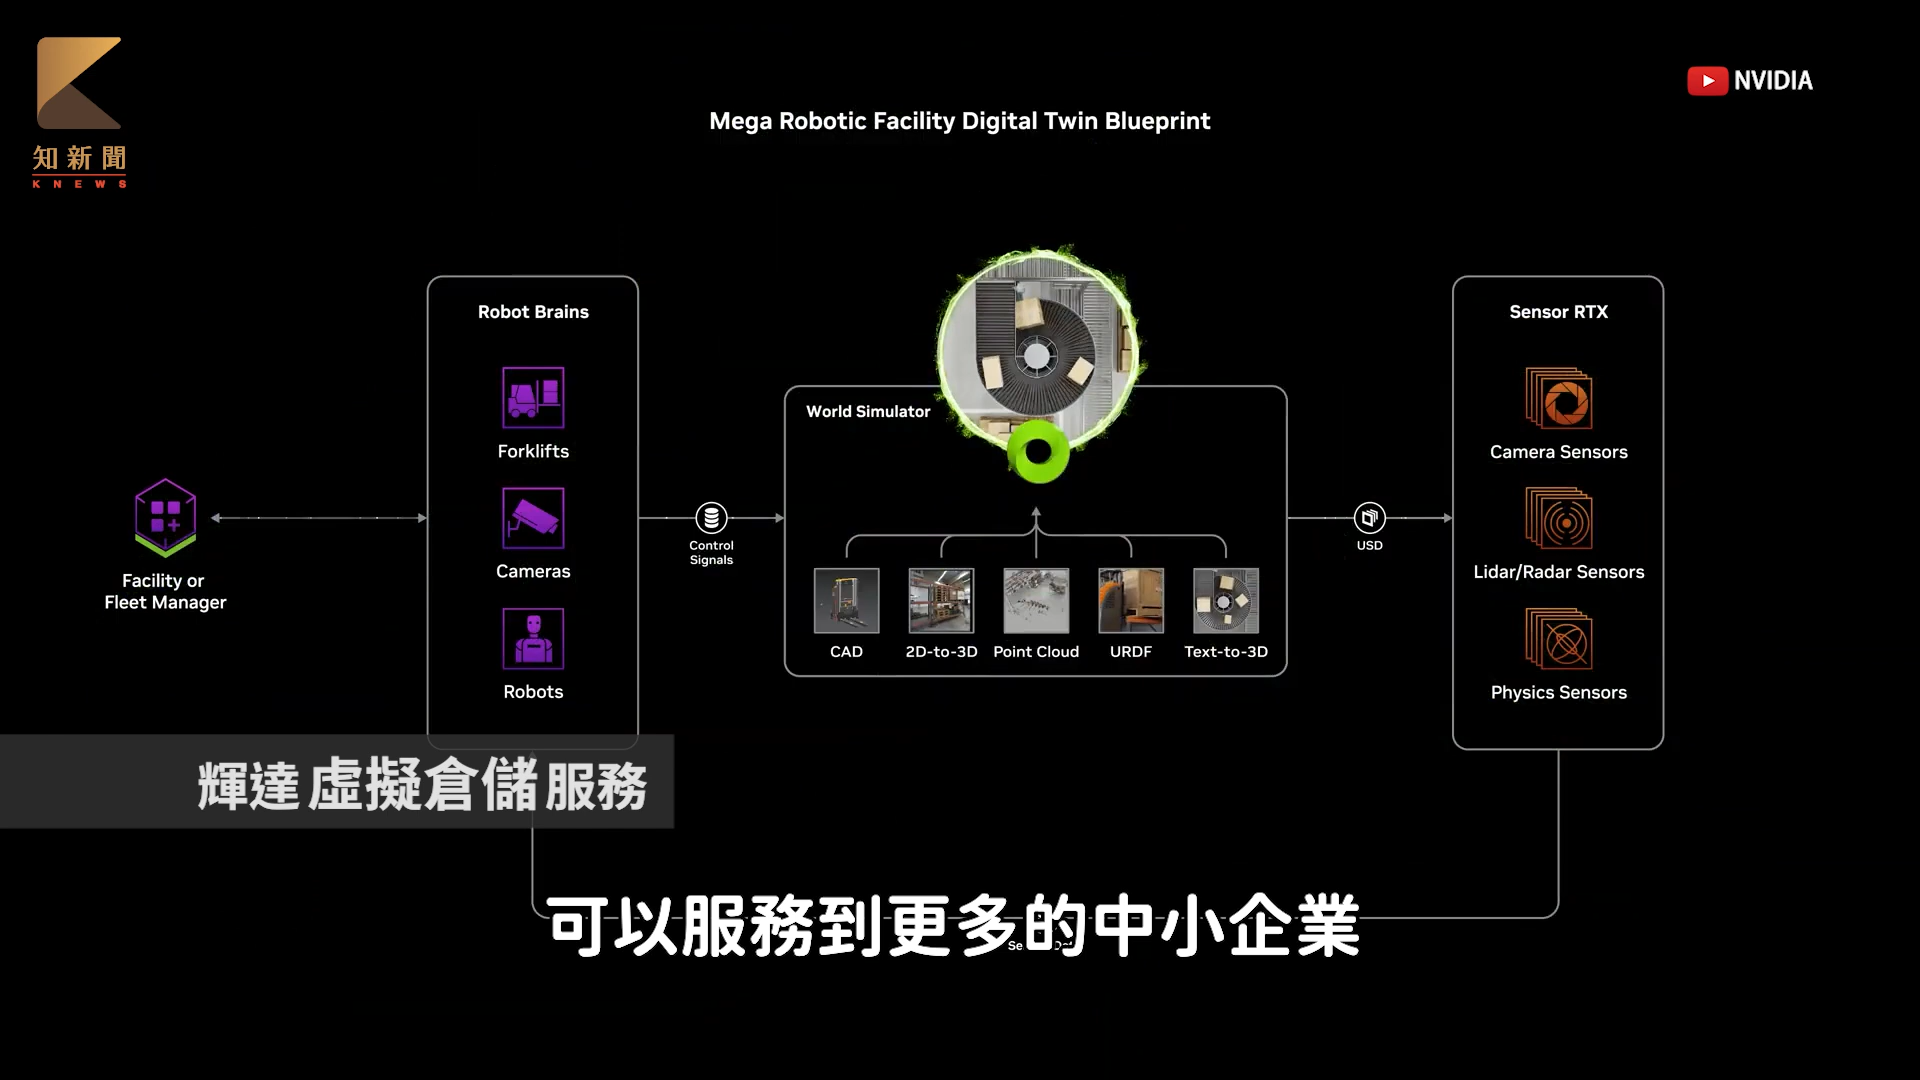 知新聞
KNEWS
NVIDIA
Mega Robotic Facility Digital Twin Blueprint
Facility or
Fleet Manager
Robot Brains
Forklifts
Cameras
Robots
Control
Signals
World Simulator
CAD
2D-to-3D
Point Cloud
URDF
Text-to-3D
USD
Sensor RTX
Camera Sensors
Lidar/Radar Sensors
Physics Sensors
輝達虛擬倉儲服務
可以服務到更多的中小企業